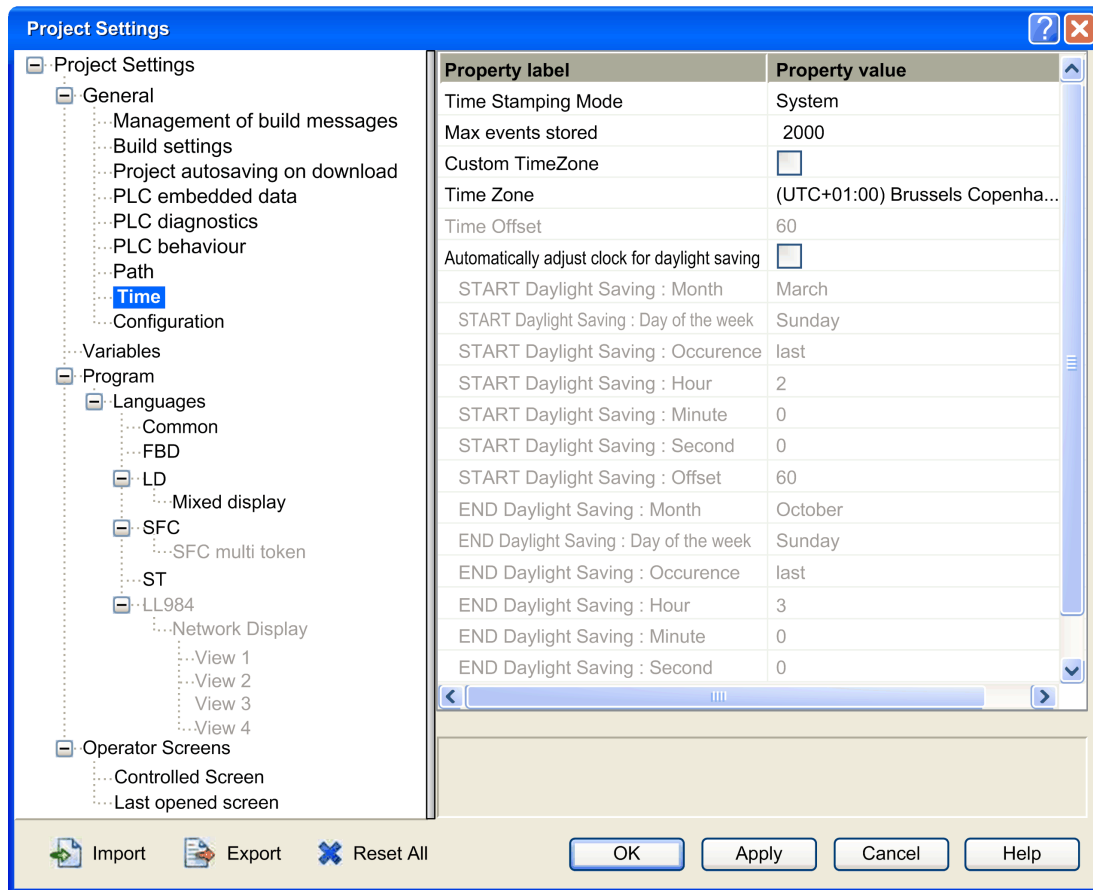 Project Settings
Project Settings
General
Management of build messages
Build settings
Project autosaving on download
PLC embedded data
PLC diagnostics
PLC behaviour
Path
Time
Configuration
Variables
Program
Languages
Common
FBD
LD
Mixed display
SFC
SFC multi token
ST
LL984
Network Display
View 1
View 2
View 3
View 4
Operator Screens
Controlled Screen
Last opened screen
Property label Property value
Time Stamping Mode System
Max events stored 2000
Custom TimeZone
Time Zone (UTC+01:00) Brussels Copenha...
Time Offset 60
Automatically adjust clock for daylight saving
START Daylight Saving : Month March
START Daylight Saving : Day of the week Sunday
START Daylight Saving : Occurence last
START Daylight Saving : Hour 2
START Daylight Saving : Minute 0
START Daylight Saving : Second 0
START Daylight Saving : Offset 60
END Daylight Saving : Month October
END Daylight Saving : Day of the week Sunday
END Daylight Saving : Occurence last
END Daylight Saving : Hour 3
END Daylight Saving : Minute 0
END Daylight Saving : Second 0
Import Export Reset All OK Apply Cancel Help